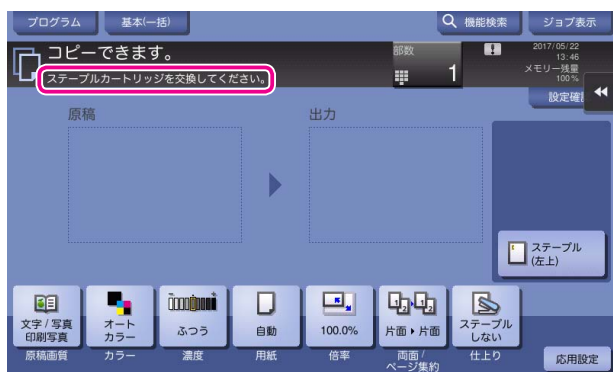 プログラム
基本(一括)
機能検索
ジョブ表示
コピーできます。
ステープルカートリッジを交換してください。
部数
1
2017/05/22
13:46
メモリー残量
100%
設定確認
原稿
出力
ステープル
(左上)
文字/写真
印刷写真
オート
カラー
ふつう
自動
100.0%
片面▶片面
ステープル
しない
原稿画質
カラー
濃度
用紙
倍率
両面/
ページ集約
仕上り
応用設定